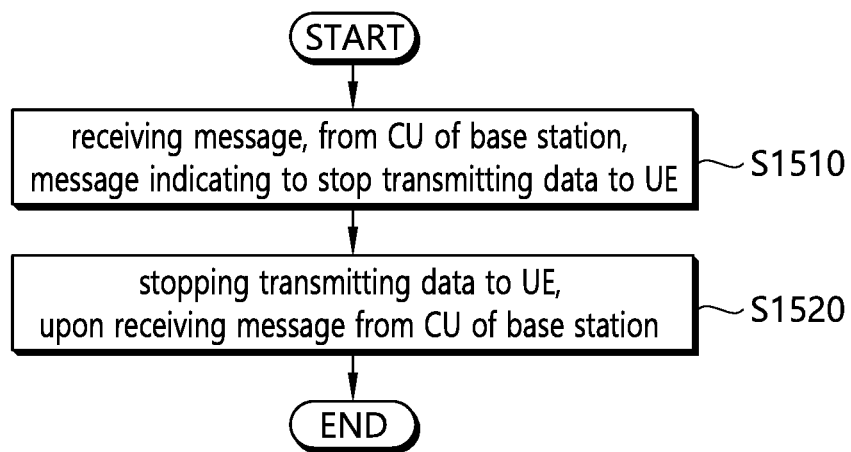 START
receiving message, from CU of base station,
message indicating to stop transmitting data to UE
S1510
stopping transmitting data to UE,
upon receiving message from CU of base station
S1520
END